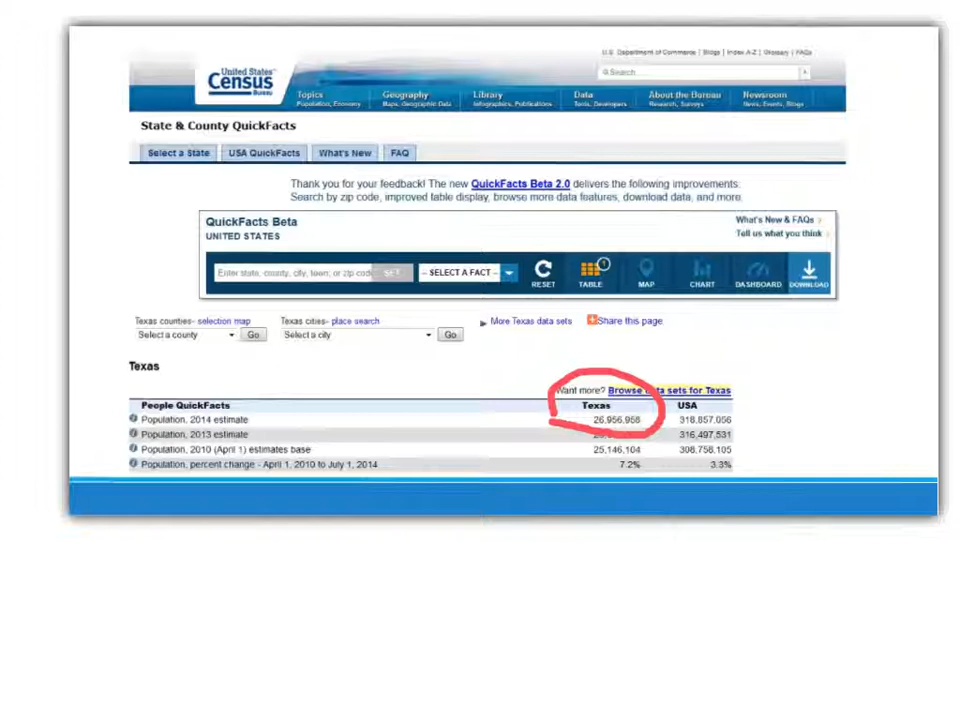 U.S. Department of Commerce | Blogs | Index A-Z | Glossary | FAQs
Search
United States
Census
Bureau
Topics
Population, Economy
Geography
Maps, Geographic Data
Library
Infographics, Publications
Data
Tools, Developers
About the Bureau
Research, Surveys
Newsroom
News, Events, Blogs
State & County QuickFacts
Select a State USA QuickFacts What's New FAQ
Thank you for your feedback! The new QuickFacts Beta 2.0 delivers the following improvements:
Search by zip code, improved table display, browse more data features, download data, and more.
QuickFacts Beta
UNITED STATES
What's New & FAQs
Tell us what you think
Enter state, county, city, town, or zip code SET -- SELECT A FACT -- RESET TABLE 1 MAP CHART DASHBOARD DOWNLOAD
Texas counties- selection map Texas cities- place search More Texas data sets Share this page
Select a county Go Select a city Go
Texas
Want more? Browse data sets for Texas
People QuickFacts Texas USA
Population, 2014 estimate 26,956,958 318,857,056
Population, 2013 estimate 316,497,531
Population, 2010 (April 1) estimates base 25,146,104 308,758,105
Population, percent change - April 1, 2010 to July 1, 2014 7.2% 3.3%